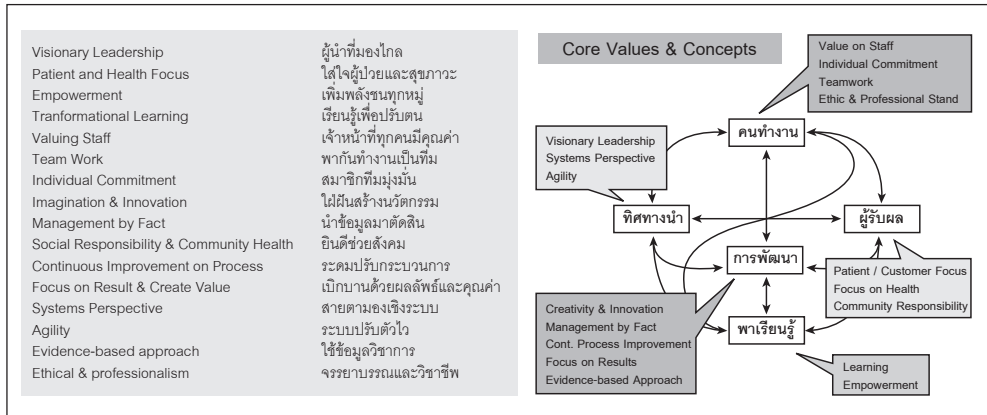 Visionary Leadership ผู้นำที่มองไกล
Patient and Health Focus ใส่ใจผู้ป่วยและสุขภาวะ
Empowerment เพิ่มพลังชนทุกหมู่
Tranformational Learning เรียนรู้เพื่อปรับตน
Valuing Staff เจ้าหน้าที่ทุกคนมีคุณค่า
Team Work พากันทำงานเป็นทีม
Individual Commitment สมาชิกทีมมุ่งมั่น
Imagination & Innovation ใฝ่ฝันสร้างนวัตกรรม
Management by Fact นำข้อมูลมาตัดสิน
Social Responsibility & Community Health ยินดีช่วยสังคม
Continuous Improvement on Process ระดมปรับกระบวนการ
Focus on Result & Create Value เบิกบานด้วยผลลัพธ์และคุณค่า
Systems Perspective สายตามองเชิงระบบ
Agility ระบบปรับตัวไว
Evidence-based approach ใช้ข้อมูลวิชาการ
Ethical & professionalism จรรยาบรรณและวิชาชีพ
Core Values & Concepts
Value on Staff
Individual Commitment
Teamwork
Ethic & Professional Stand
คนทำงาน
Visionary Leadership
Systems Perspective
Agility
ทิศทางนำ
ผู้รับผล
การพัฒนา
Patient / Customer Focus
Focus on Health
Community Responsibility
Creativity & Innovation
Management by Fact
Cont. Process Improvement
Focus on Results
Evidence-based Approach
พาเรียนรู้
Learning
Empowerment